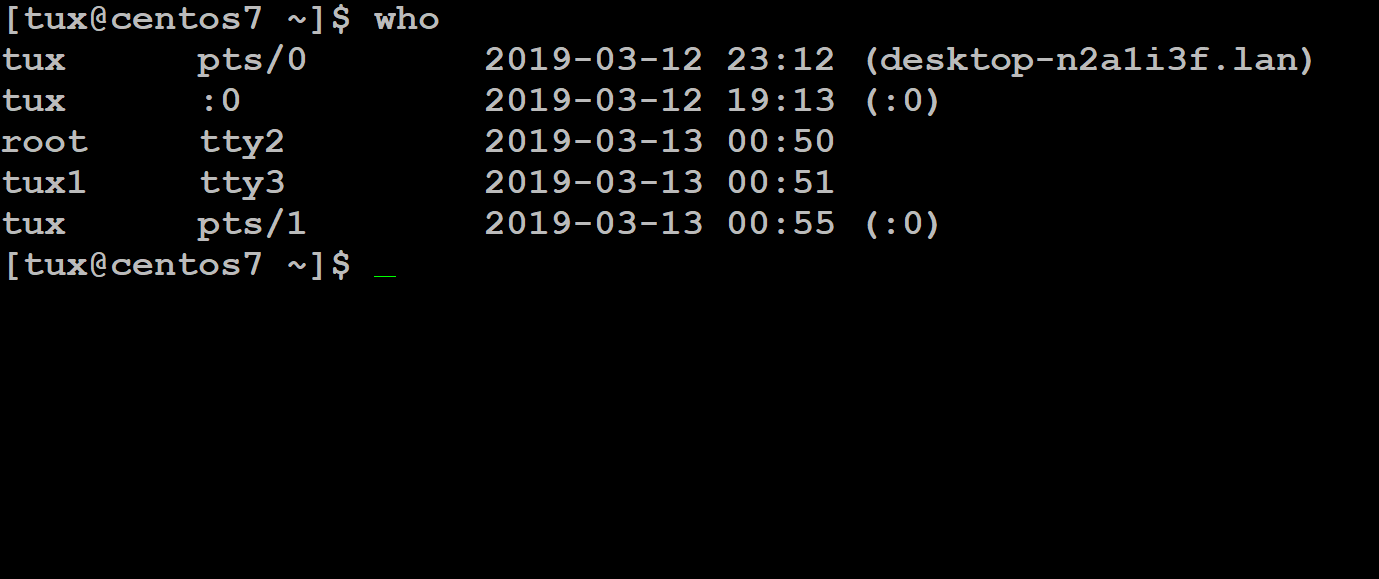 [tux@centos7 ~]$ who
tux      pts/0        2019-03-12 23:12 (desktop-n2a1i3f.lan)
tux      :0           2019-03-12 19:13 (:0)
root     tty2         2019-03-13 00:50
tux1     tty3         2019-03-13 00:51
tux      pts/1        2019-03-13 00:55 (:0)
[tux@centos7 ~]$ _